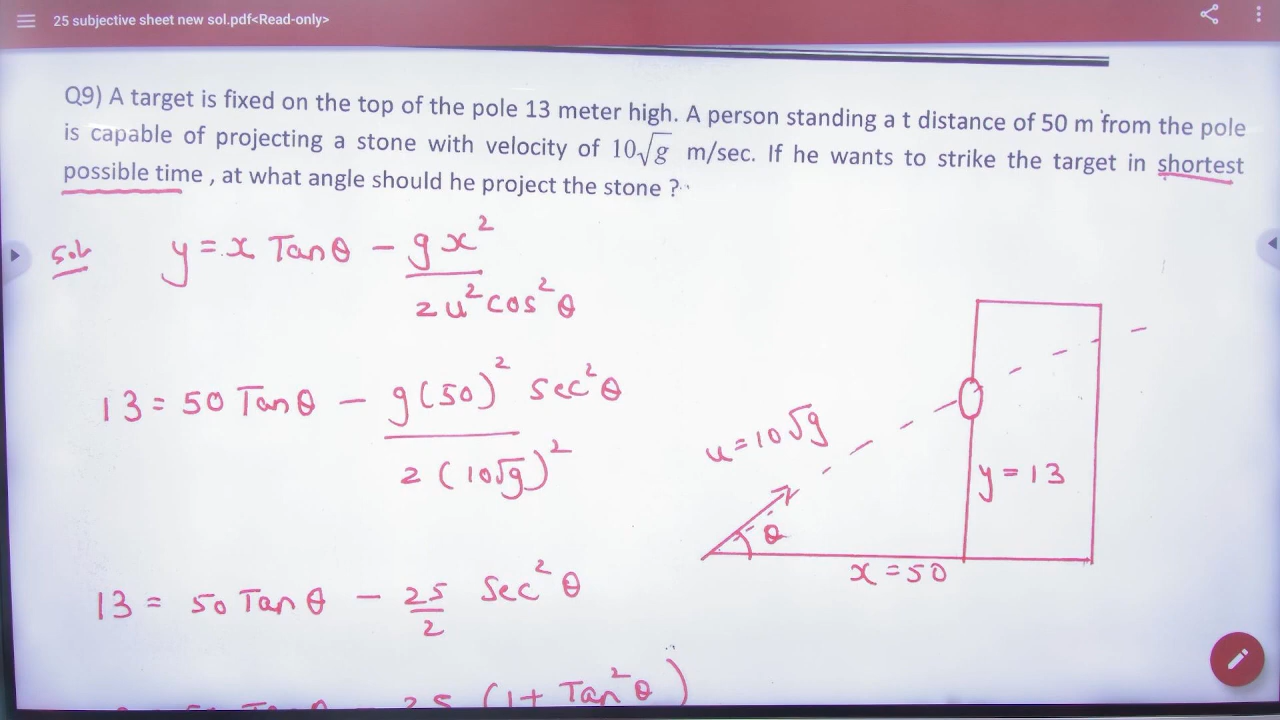 25 subjective sheet new sol.pdf<Read-only>
Q9) A target is fixed on the top of the pole 13 meter high. A person standing a t distance of 50 m from the pole
is capable of projecting a stone with velocity of 10√g m/sec. If he wants to strike the target in shortest
possible time , at what angle should he project the stone ?
Sol y = x Tanθ − gx² / 2u²cos²θ
13 = 50 Tanθ − g(50)² sec²θ / 2(10√g)²
u = 10√g
y = 13
θ
x = 50
13 = 50 Tanθ − 25/2 Sec²θ
25 (1 + Tan²θ)